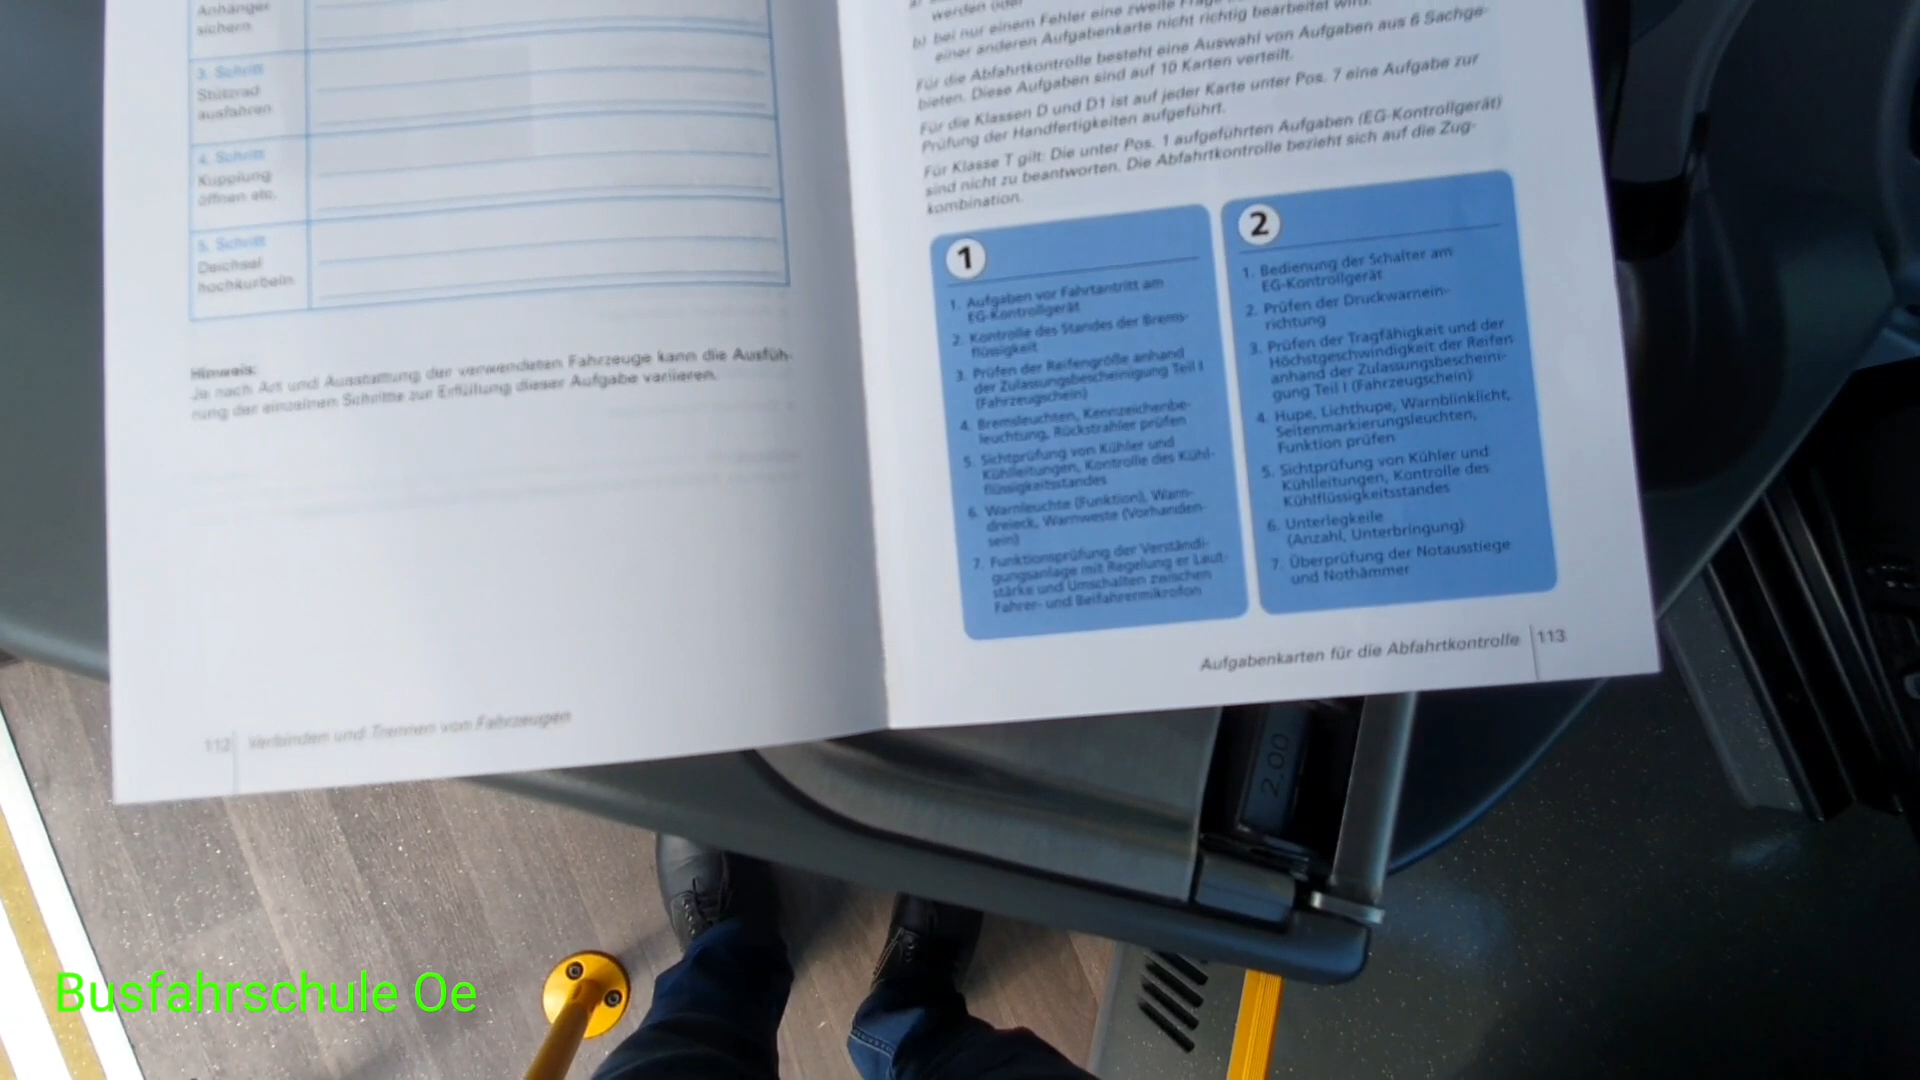 Anhänger
sichern
3. Schritt
Stützrad
ausfahren
4. Schritt
Kupplung
öffnen etc.
5. Schritt
Deichsel
hochkurbeln
Hinweis:
Je nach Art und Ausstattung der verwendeten Fahrzeuge kann die Ausfüh-
rung der einzelnen Schritte zur Erfüllung dieser Aufgabe variieren.
112 Verbinden und Trennen von Fahrzeugen
werden oder
b) bei nur einem Fehler eine zweite Frage
einer anderen Aufgabenkarte nicht richtig bearbeitet wird.
Für die Abfahrtkontrolle besteht eine Auswahl von Aufgaben aus 6 Sachge-
bieten. Diese Aufgaben sind auf 10 Karten verteilt.
Für die Klassen D und D1 ist auf jeder Karte unter Pos. 7 eine Aufgabe zur
Prüfung der Handfertigkeiten aufgeführt.
Für Klasse T gilt: Die unter Pos. 1 aufgeführten Aufgaben (EG-Kontrollgerät)
sind nicht zu beantworten. Die Abfahrtkontrolle bezieht sich auf die Zug-
kombination.
1
1. Aufgaben vor Fahrtantritt am
EG-Kontrollgerät
2. Kontrolle des Standes der Brems-
flüssigkeit
3. Prüfen der Reifengröße anhand
der Zulassungsbescheinigung Teil I
(Fahrzeugschein)
4. Bremsleuchten, Kennzeichenbe-
leuchtung, Rückstrahler prüfen
5. Sichtprüfung von Kühler und
Kühlleitungen, Kontrolle des Kühl-
flüssigkeitsstandes
6. Warnleuchte (Funktion), Warn-
dreieck, Warnweste (Vorhanden-
sein)
7. Funktionsprüfung der Verständi-
gungsanlage mit Regelung er Laut-
stärke und Umschalten zwischen
Fahrer- und Beifahrermikrofon
2
1. Bedienung der Schalter am
EG-Kontrollgerät
2. Prüfen der Druckwarnein-
richtung
3. Prüfen der Tragfähigkeit und der
Höchstgeschwindigkeit der Reifen
anhand der Zulassungsbescheini-
gung Teil I (Fahrzeugschein)
4. Hupe, Lichthupe, Warnblinklicht,
Seitenmarkierungsleuchten,
Funktion prüfen
5. Sichtprüfung von Kühler und
Kühlleitungen, Kontrolle des
Kühlflüssigkeitsstandes
6. Unterlegkeile
(Anzahl, Unterbringung)
7. Überprüfung der Notausstiege
und Nothämmer
Aufgabenkarten für die Abfahrtkontrolle 113
2.00
Busfahrschule Oe